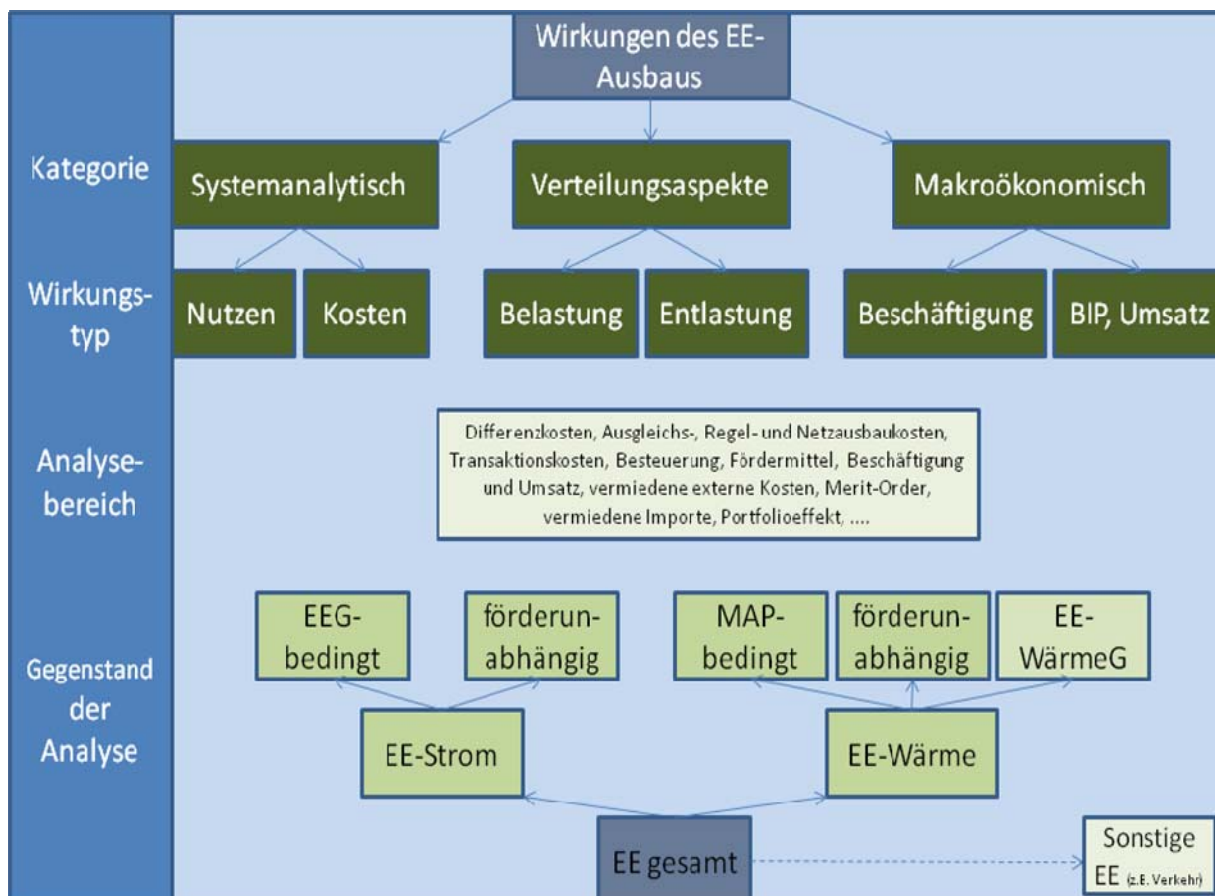 Wirkungen des EE-
Ausbaus
Kategorie
Systemanalytisch
Verteilungsaspekte
Makroökonomisch
Wirkungs-
typ
Nutzen
Kosten
Belastung
Entlastung
Beschäftigung
BIP, Umsatz
Analyse-
bereich
Differenzkosten, Ausgleichs-, Regel- und Netzausbaukosten,
Transaktionskosten, Besteuerung, Fördermittel, Beschäftigung
und Umsatz, vermiedene externe Kosten, Merit-Order,
vermiedene Importe, Portfolioeffekt, ....
Gegenstand
der
Analyse
EEG-
bedingt
förderun-
abhängig
MAP-
bedingt
förderun-
abhängig
EE-
WärmeG
EE-Strom
EE-Wärme
EE gesamt
Sonstige
EE (z.B. Verkehr)